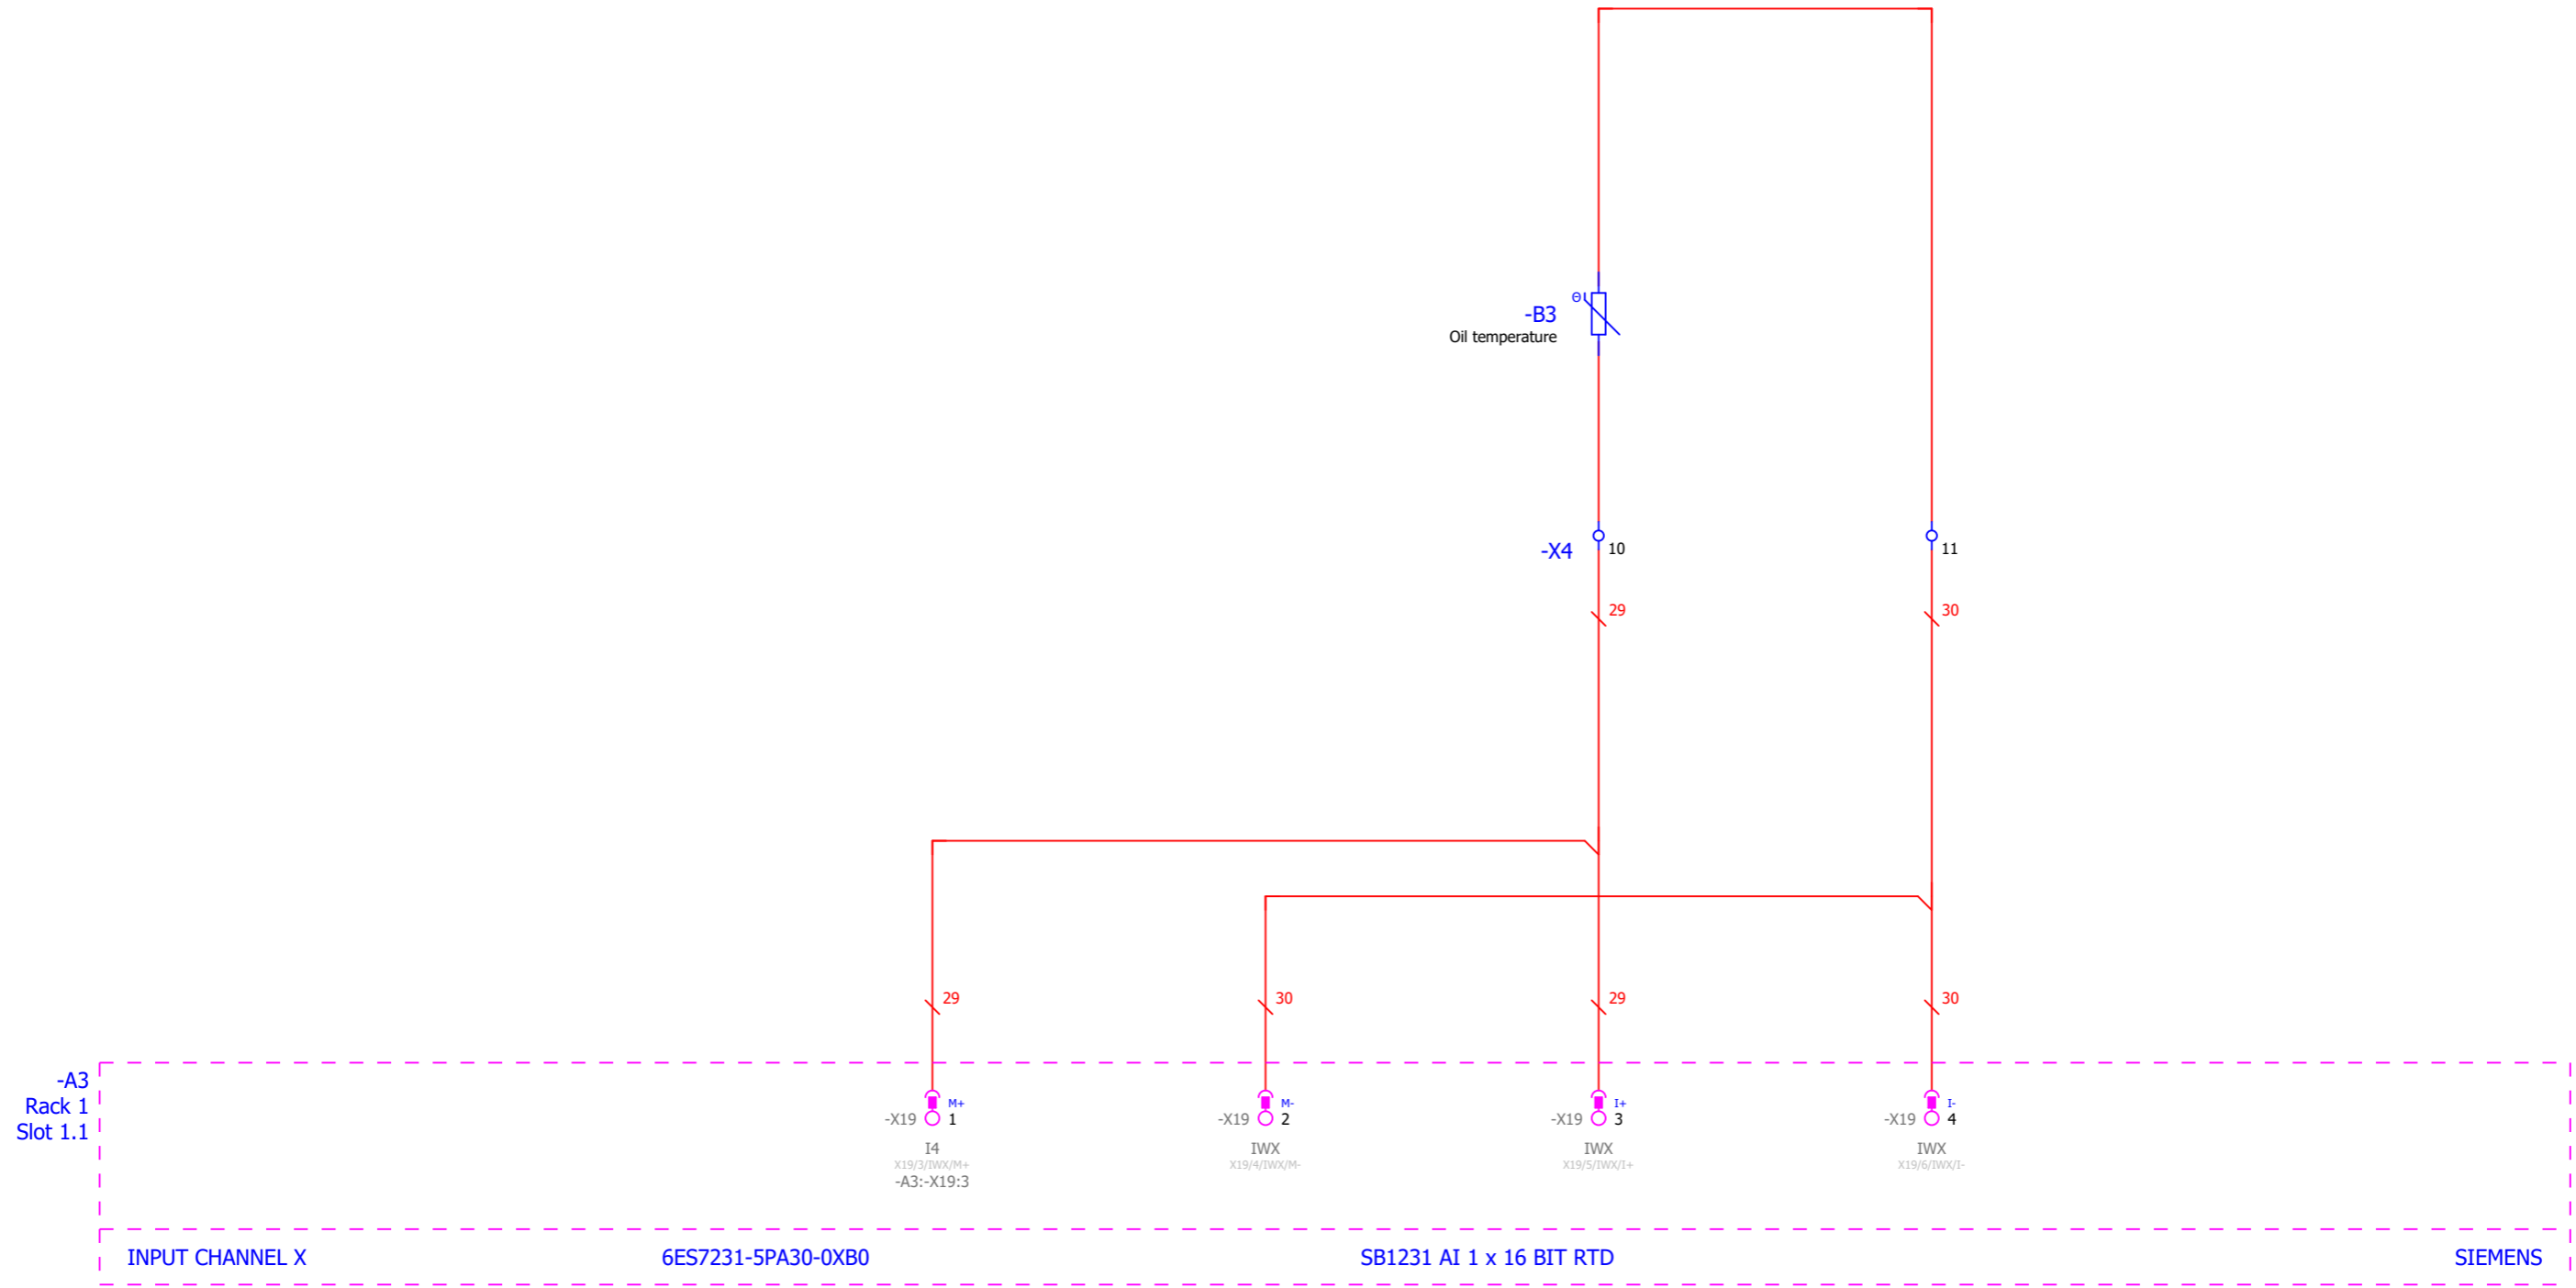 Θ
-B3
Oil temperature
-X4
10
11
29
30
29
30
29
30
-A3
Rack 1
Slot 1.1
-X19
M+
1
I4
X19/3/IWX/M+
-A3:-X19:3
-X19
M-
2
IWX
X19/4/IWX/M-
-X19
I+
3
IWX
X19/5/IWX/I+
-X19
I-
4
IWX
X19/6/IWX/I-
INPUT CHANNEL X
6ES7231-5PA30-0XB0
SB1231 AI 1 x 16 BIT RTD
SIEMENS